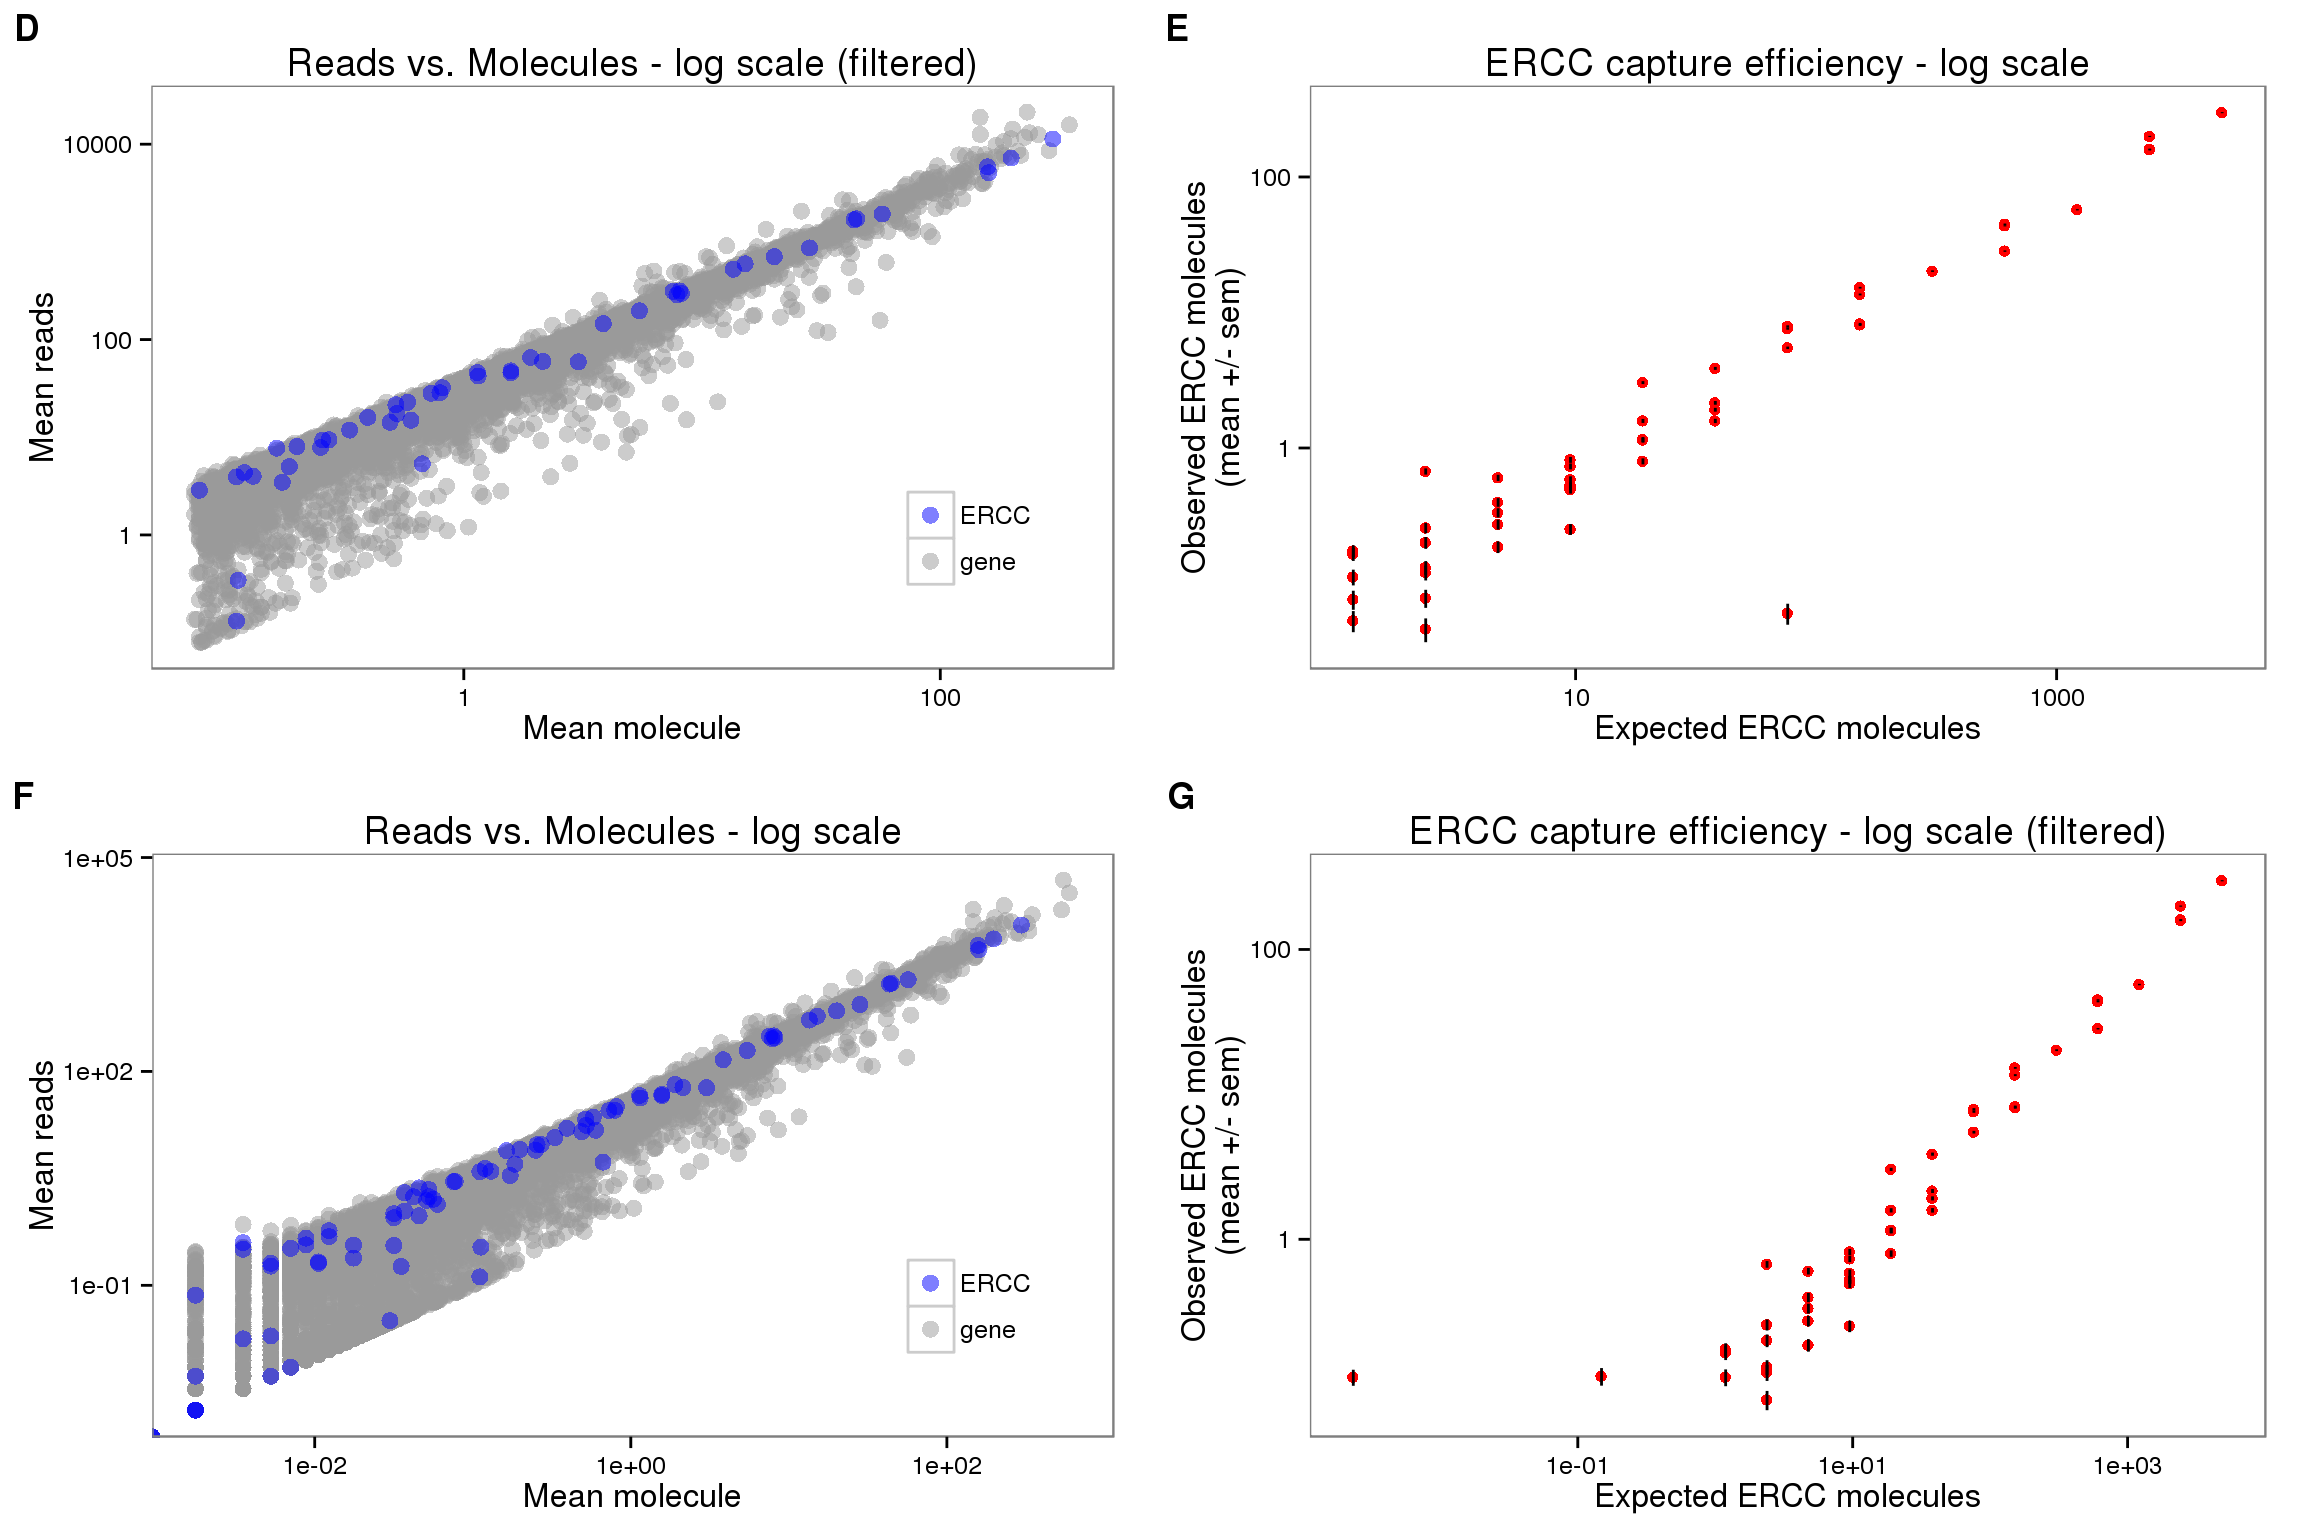 D
Reads vs. Molecules - log scale (filtered)
10000
100
1
Mean reads
ERCC
gene
1
100
Mean molecule
E
ERCC capture efficiency - log scale
100
1
Observed ERCC molecules
(mean +/- sem)
10
1000
Expected ERCC molecules
F
Reads vs. Molecules - log scale
1e+05
1e+02
1e-01
Mean reads
ERCC
gene
1e-02
1e+00
1e+02
Mean molecule
G
ERCC capture efficiency - log scale (filtered)
100
1
Observed ERCC molecules
(mean +/- sem)
1e-01
1e+01
1e+03
Expected ERCC molecules